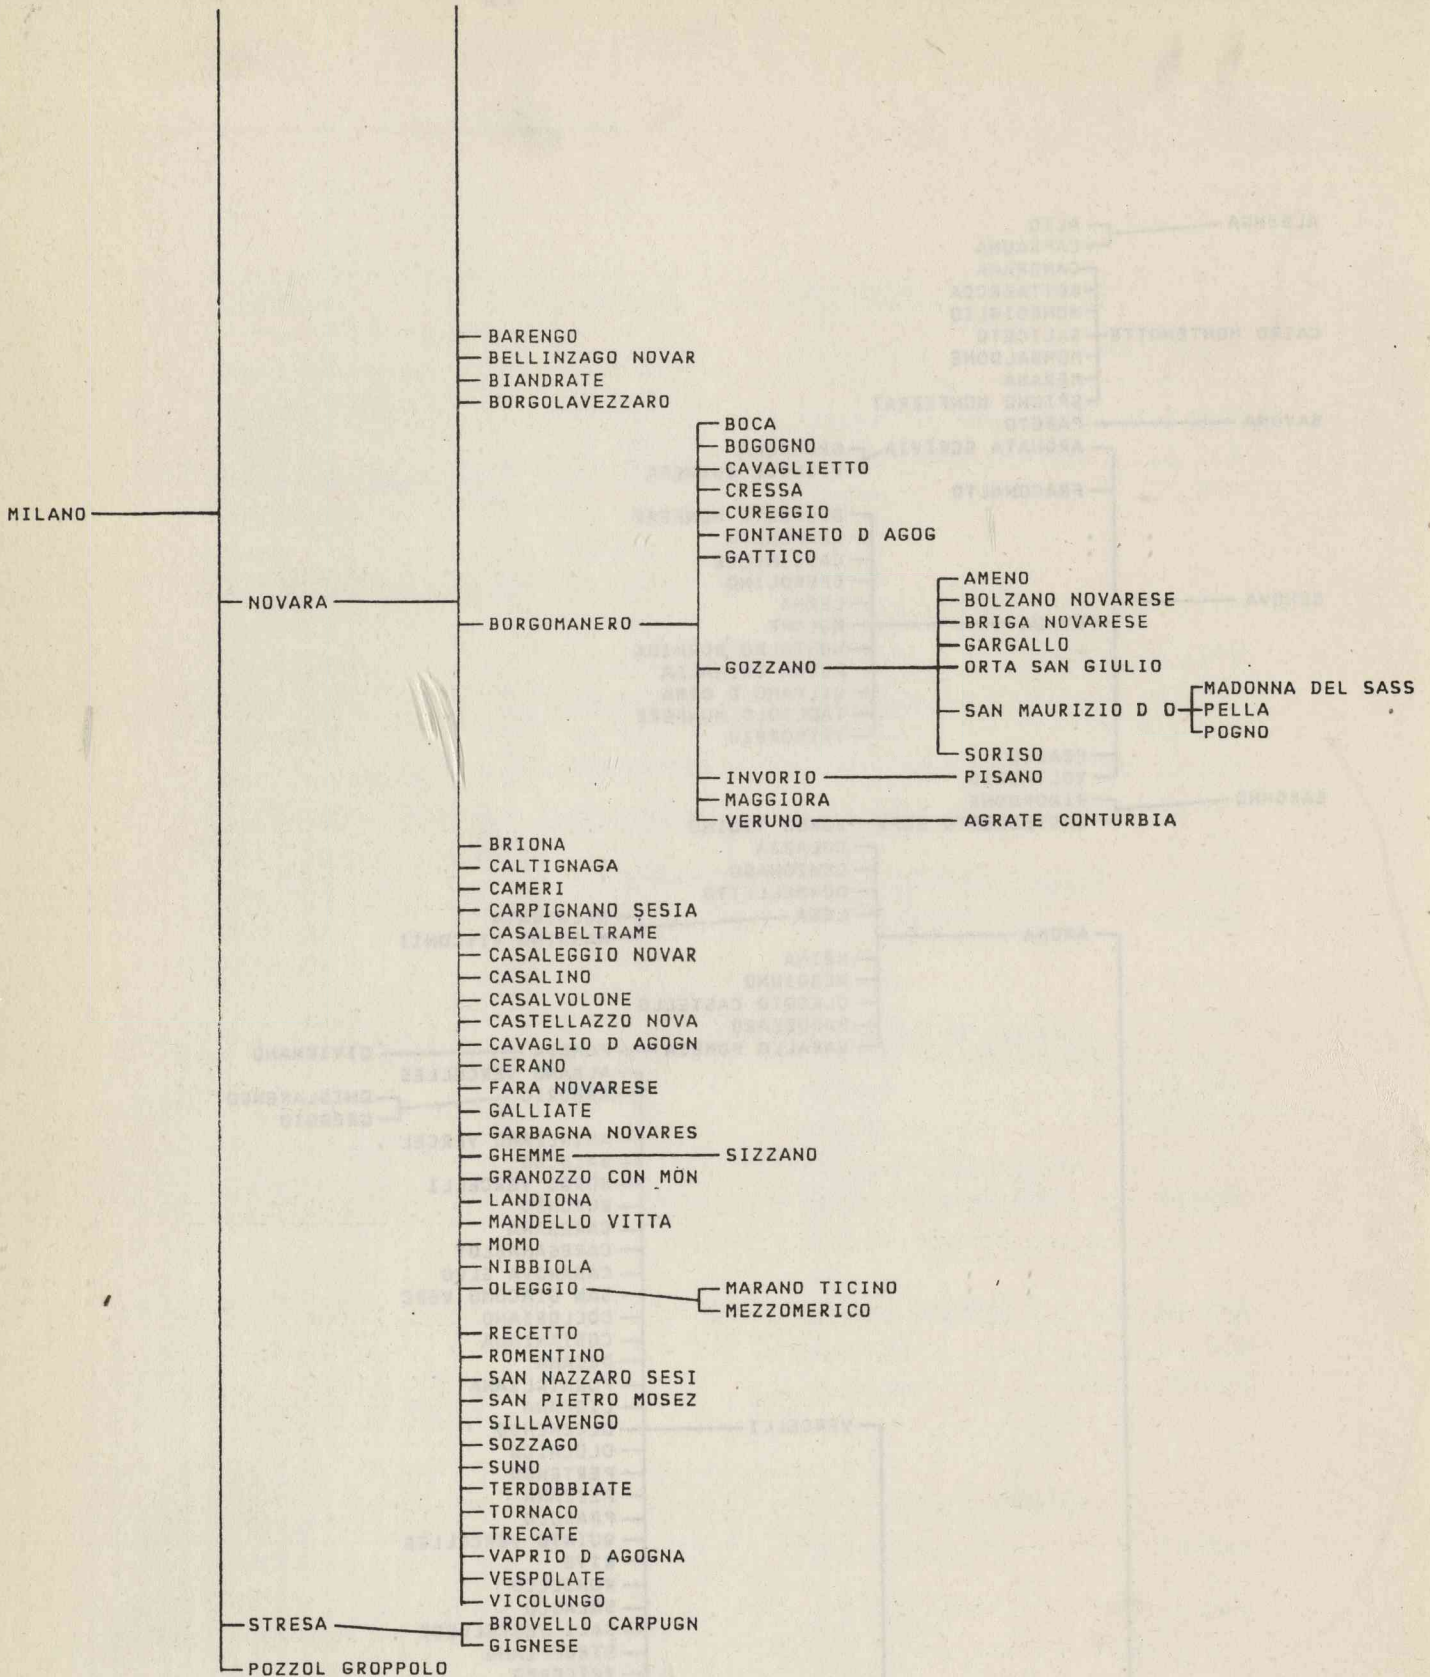 BARENGO
BELLINZAGO NOVAR
BIANDRATE
BORGOLAVEZZARO
BOCA
BOGOGNO
CAVAGLIETTO
CRESSA
MILANO
CUREGGIO
FONTANETO D AGOG
GATTICO
AMENO
NOVARA
BOLZANO NOVARESE
BORGOMANERO
BRIGA NOVARESE
GARGALLO
GOZZANO
ORTA SAN GIULIO
MADONNA DEL SASS
SAN MAURIZIO D O
PELLA
POGNO
SORISO
INVORIO
PISANO
MAGGIORA
VERUNO
AGRATE CONTURBIA
BRIONA
CALTIGNAGA
CAMERI
CARPIGNANO SESIA
CASALBELTRAME
CASALEGGIO NOVAR
CASALINO
CASALVOLONE
CASTELLAZZO NOVA
CAVAGLIO D AGOGN
CERANO
FARA NOVARESE
GALLIATE
GARBAGNA NOVARES
GHEMME
SIZZANO
GRANOZZO CON MON
LANDIONA
MANDELLO VITTA
MOMO
NIBBIOLA
OLEGGIO
MARANO TICINO
MEZZOMERICO
RECETTO
ROMENTINO
SAN NAZZARO SESI
SAN PIETRO MOSEZ
SILLAVENGO
SOZZAGO
SUNO
TERDOBBIATE
TORNACO
TRECATE
VAPRIO D AGOGNA
VESPOLATE
VICOLUNGO
STRESA
BROVELLO CARPUGN
GIGNESE
POZZOL GROPPOLO